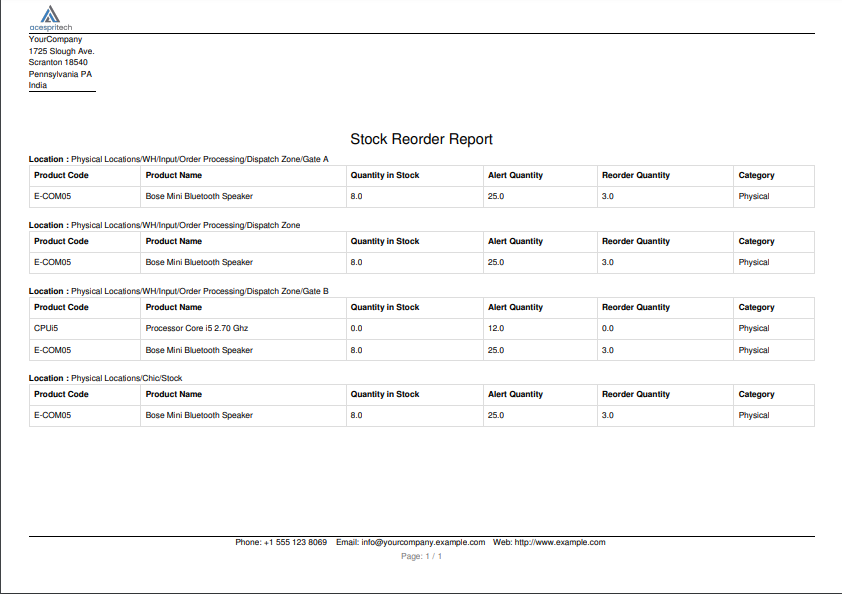 acespritech
YourCompany
1725 Slough Ave.
Scranton 18540
Pennsylvania PA
India
Stock Reorder Report
Location : Physical Locations/WH/Input/Order Processing/Dispatch Zone/Gate A
Product Code Product Name Quantity in Stock Alert Quantity Reorder Quantity Category
E-COM05 Bose Mini Bluetooth Speaker 8.0 25.0 3.0 Physical
Location : Physical Locations/WH/Input/Order Processing/Dispatch Zone
Product Code Product Name Quantity in Stock Alert Quantity Reorder Quantity Category
E-COM05 Bose Mini Bluetooth Speaker 8.0 25.0 3.0 Physical
Location : Physical Locations/WH/Input/Order Processing/Dispatch Zone/Gate B
Product Code Product Name Quantity in Stock Alert Quantity Reorder Quantity Category
CPUi5 Processor Core i5 2.70 Ghz 0.0 12.0 0.0 Physical
E-COM05 Bose Mini Bluetooth Speaker 8.0 25.0 3.0 Physical
Location : Physical Locations/Chic/Stock
Product Code Product Name Quantity in Stock Alert Quantity Reorder Quantity Category
E-COM05 Bose Mini Bluetooth Speaker 8.0 25.0 3.0 Physical
Phone: +1 555 123 8069 Email: info@yourcompany.example.com Web: http://www.example.com
Page: 1 / 1